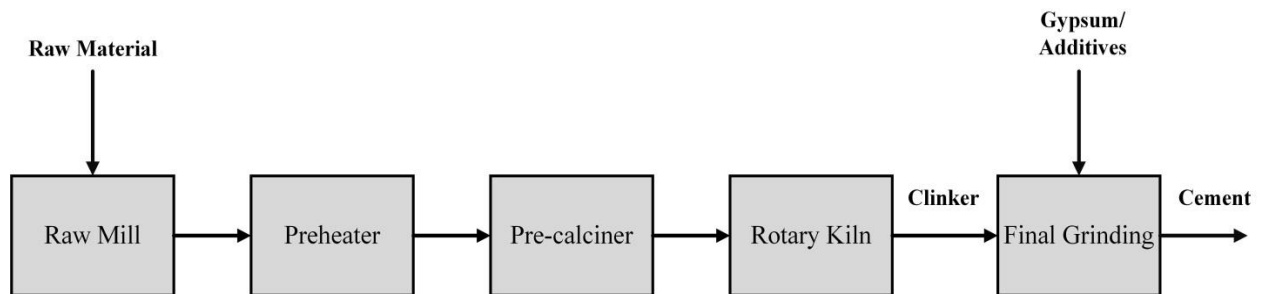 Gypsum/
Additives
Raw Material
Raw Mill
Preheater
Pre-calciner
Rotary Kiln
Clinker
Final Grinding
Cement